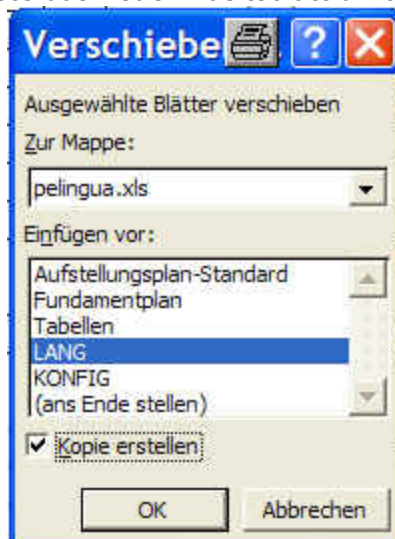 Verschiebe
?
Ausgewählte Blätter verschieben
Zur Mappe:
pelingua.xls
Einfügen vor:
Aufstellungsplan-Standard
Fundamentplan
Tabellen
LANG
KONFIG
(ans Ende stellen)
Kopie erstellen
OK
Abbrechen